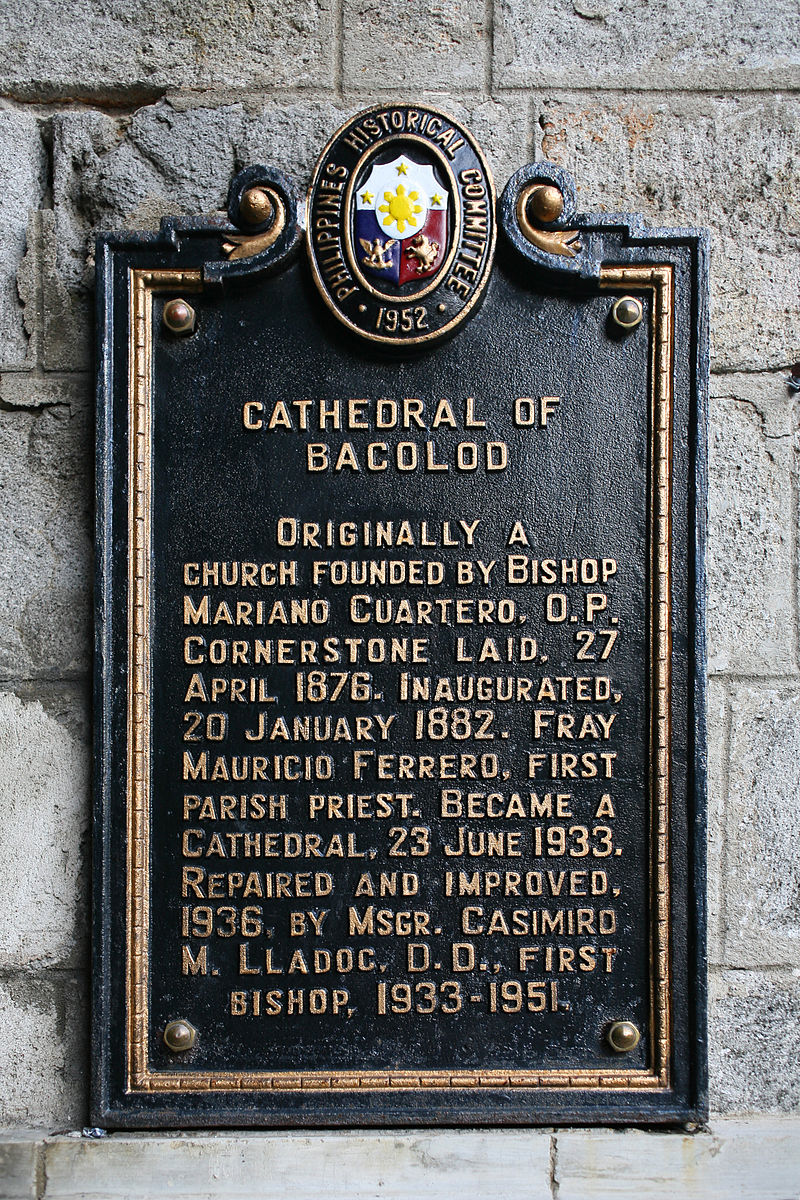 PHILIPPINES HISTORICAL COMMITTEE
· 1952 ·
CATHEDRAL OF
BACOLOD
ORIGINALLY A
CHURCH FOUNDED BY BISHOP
MARIANO CUARTERO, O.P.
CORNERSTONE LAID, 27
APRIL 1876. INAUGURATED,
20 JANUARY 1882. FRAY
MAURICIO FERRERO, FIRST
PARISH PRIEST. BECAME A
CATHEDRAL, 23 JUNE 1933.
REPAIRED AND IMPROVED,
1936, BY MSGR. CASIMIRO
M. LLADOC, D.D., FIRST
BISHOP, 1933-1951.